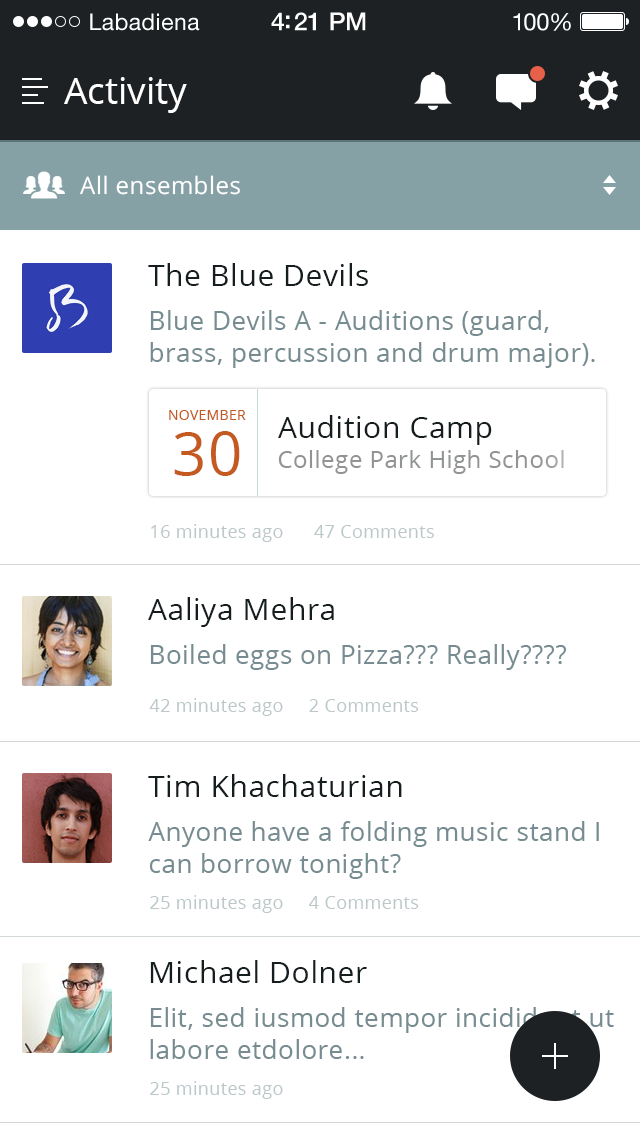 Labadiena 4:21 PM 100%
Activity
All ensembles
The Blue Devils
Blue Devils A - Auditions (guard,
brass, percussion and drum major).
NOVEMBER
30
Audition Camp
College Park High School
16 minutes ago 47 Comments
Aaliya Mehra
Boiled eggs on Pizza??? Really????
42 minutes ago 2 Comments
Tim Khachaturian
Anyone have a folding music stand I
can borrow tonight?
25 minutes ago 4 Comments
Michael Dolner
Elit, sed iusmod tempor ut
labore etdolore...
25 minutes ago